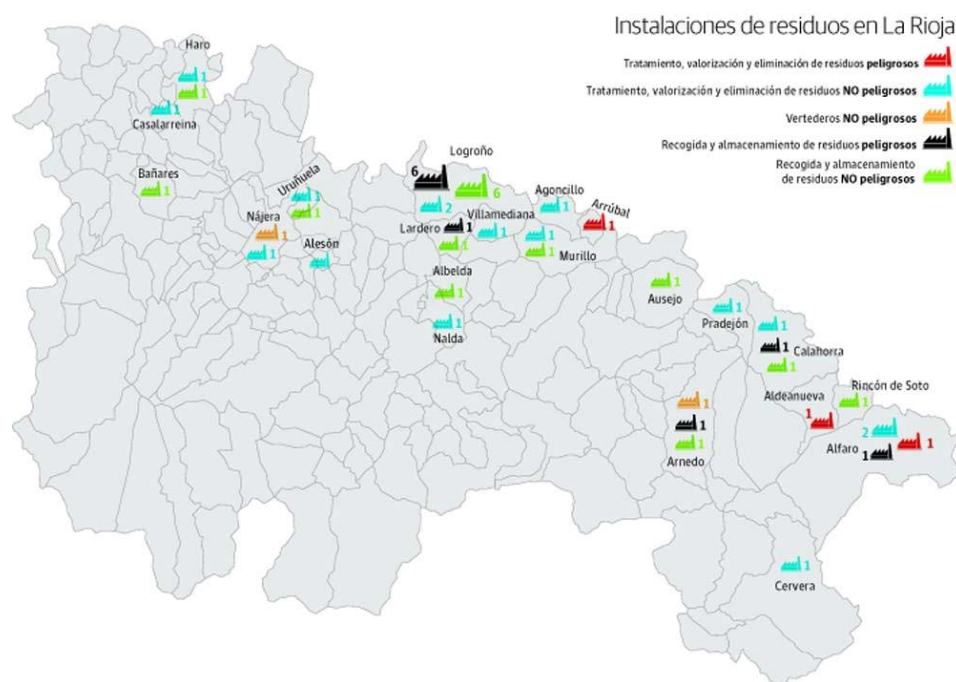 Instalaciones de residuos en La Rioja
Tratamiento, valorización y eliminación de residuos peligrosos
Tratamiento, valorización y eliminación de residuos NO peligrosos
Vertederos NO peligrosos
Recogida y almacenamiento de residuos peligrosos
Recogida y almacenamiento
de residuos NO peligrosos
Haro
1
1
1
Casalarreina
Bañares
1
Uruñuela
1
1
Nájera
1
1
Alesón
1
Logroño
6
6
2
Lardero
1
1
Villamediana
1
Agoncillo
1
Arrúbal
1
1
1
Murillo
Albelda
1
1
Nalda
1
Ausejo
1
Pradejón
1
1
Calahorra
1
Aldeanueva
1
Rincón de Soto
1
2
1
Alfaro
1
1
1
1
Arnedo
1
Cervera